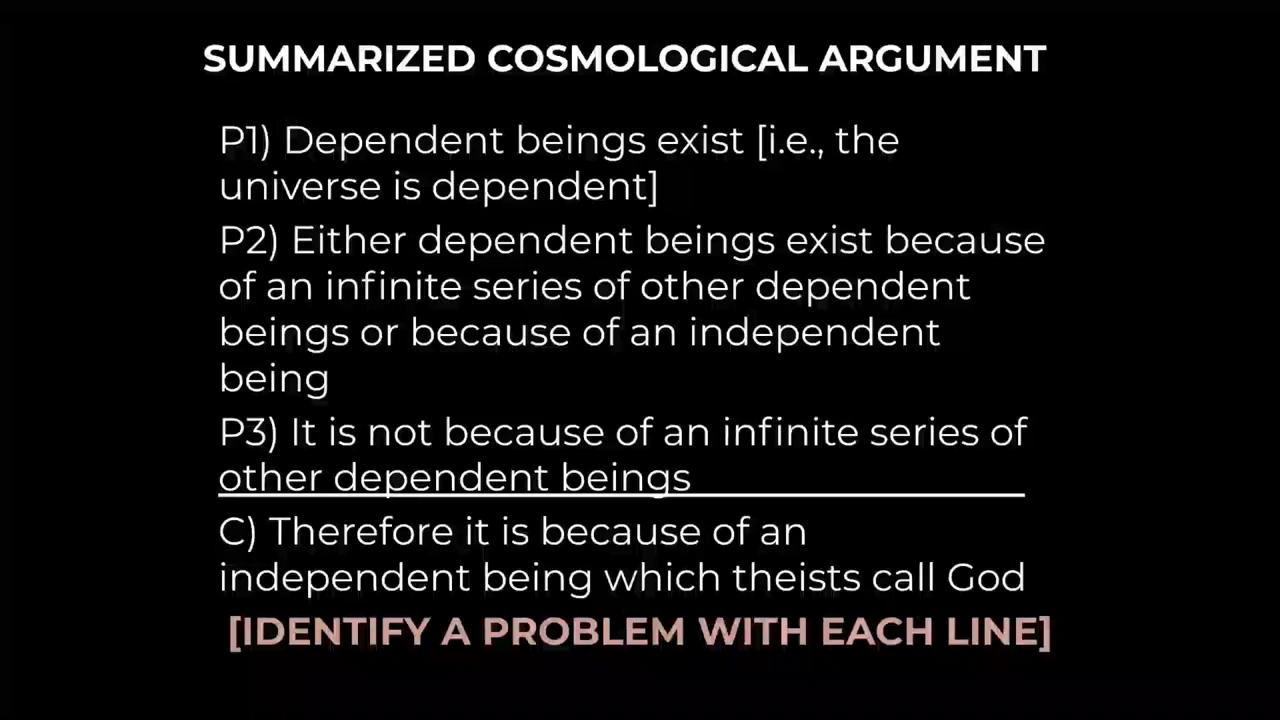 SUMMARIZED COSMOLOGICAL ARGUMENT
P1) Dependent beings exist [i.e., the
universe is dependent]
P2) Either dependent beings exist because
of an infinite series of other dependent
beings or because of an independent
being
P3) It is not because of an infinite series of
other dependent beings
C) Therefore it is because of an
independent being which theists call God
[IDENTIFY A PROBLEM WITH EACH LINE]